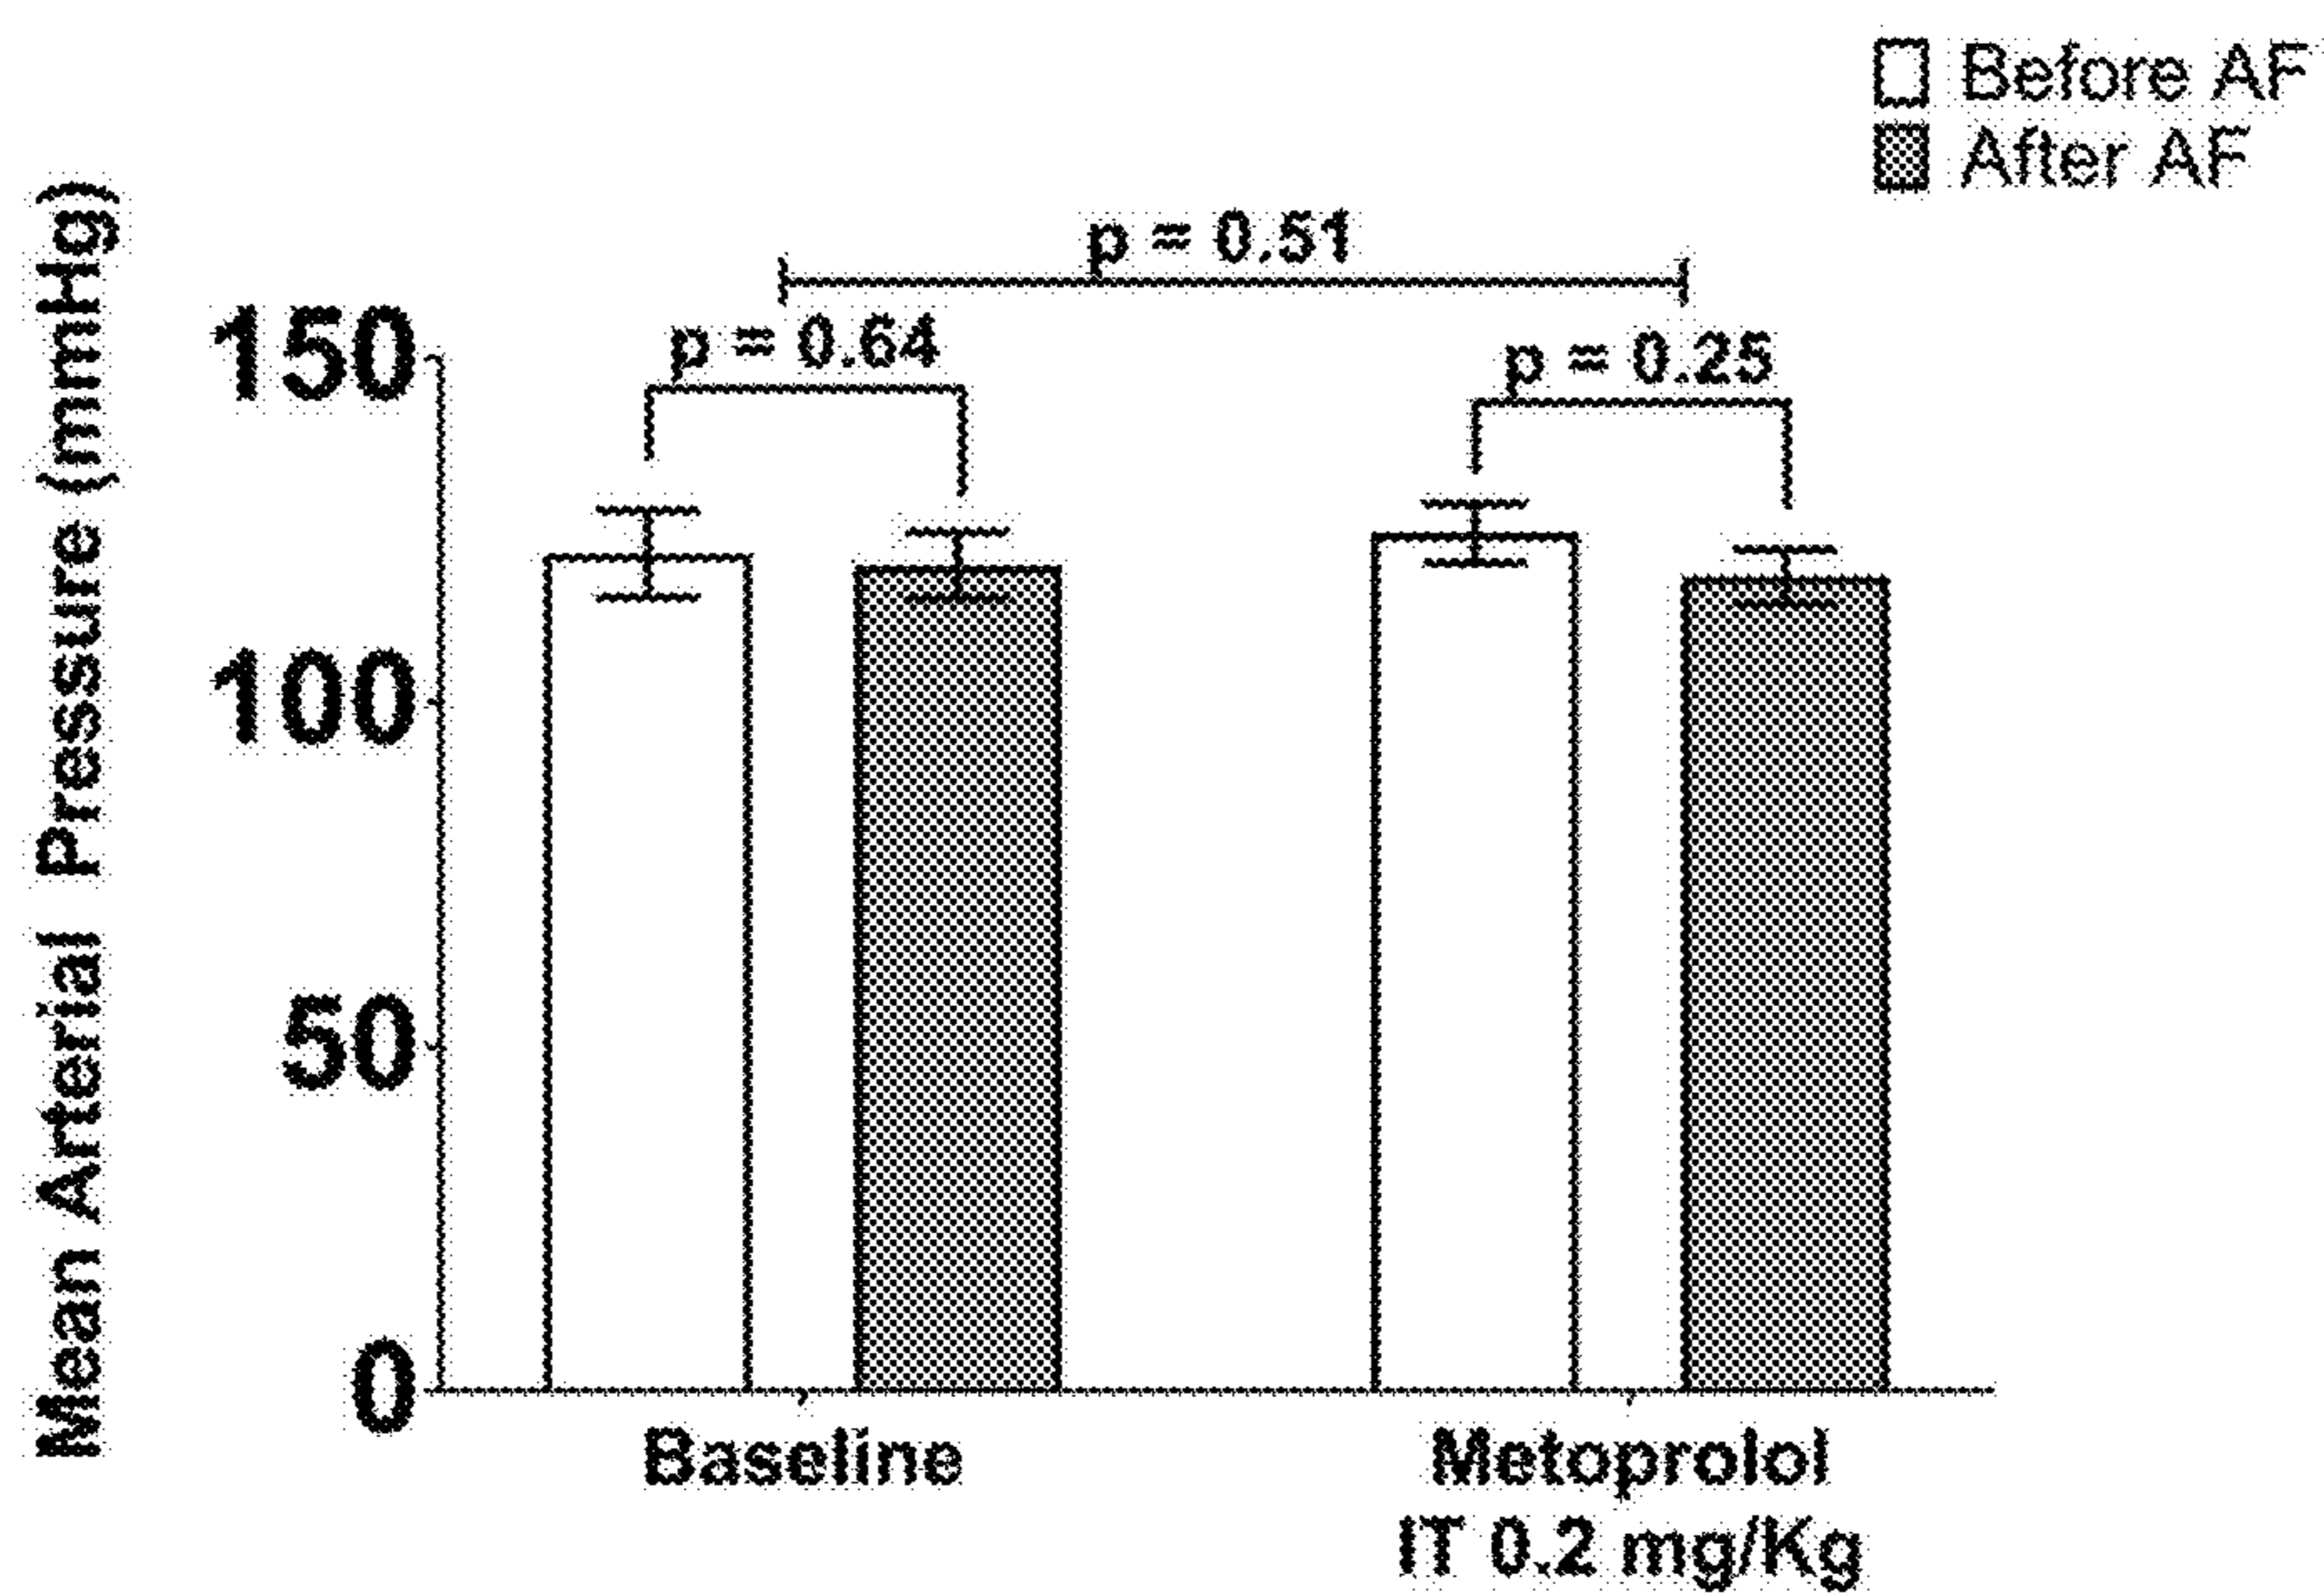 Before AF
After AF
Mean Arterial Pressure (mmHg)
p = 0.51
p = 0.64
p = 0.25
150
100
50
0
Baseline
Metoprolol
IT 0.2 mg/Kg